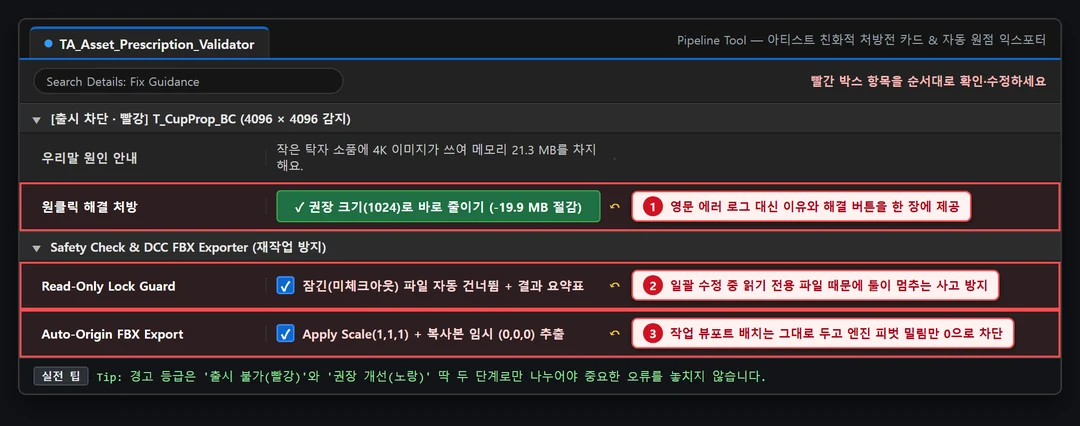 TA_Asset_Prescription_Validator
Pipeline Tool — 아티스트 친화적 처방전 카드 & 자동 원점 익스포터
Search Details: Fix Guidance
빨간 박스 항목을 순서대로 확인·수정하세요
▼ [출시 차단 · 빨강] T_CupProp_BC (4096 × 4096 감지)
우리말 원인 안내
작은 탁자 소품에 4K 이미지가 쓰여 메모리 21.3 MB를 차지
해요.
원클릭 해결 처방
✓ 권장 크기(1024)로 바로 줄이기 (-19.9 MB 절감)
1 영문 에러 로그 대신 이유와 해결 버튼을 한 장에 제공
▼ Safety Check & DCC FBX Exporter (재작업 방지)
Read-Only Lock Guard
잠긴(미체크아웃) 파일 자동 건너뜀 + 결과 요약표
2 일괄 수정 중 읽기 전용 파일 때문에 툴이 멈추는 사고 방지
Auto-Origin FBX Export
Apply Scale(1,1,1) + 복사본 임시 (0,0,0) 추출
3 작업 뷰포트 배치는 그대로 두고 엔진 피벗 밀림만 0으로 차단
실전 팁
Tip: 경고 등급은 '출시 불가(빨강)'와 '권장 개선(노랑)' 딱 두 단계로만 나누어야 중요한 오류를 놓치지 않습니다.